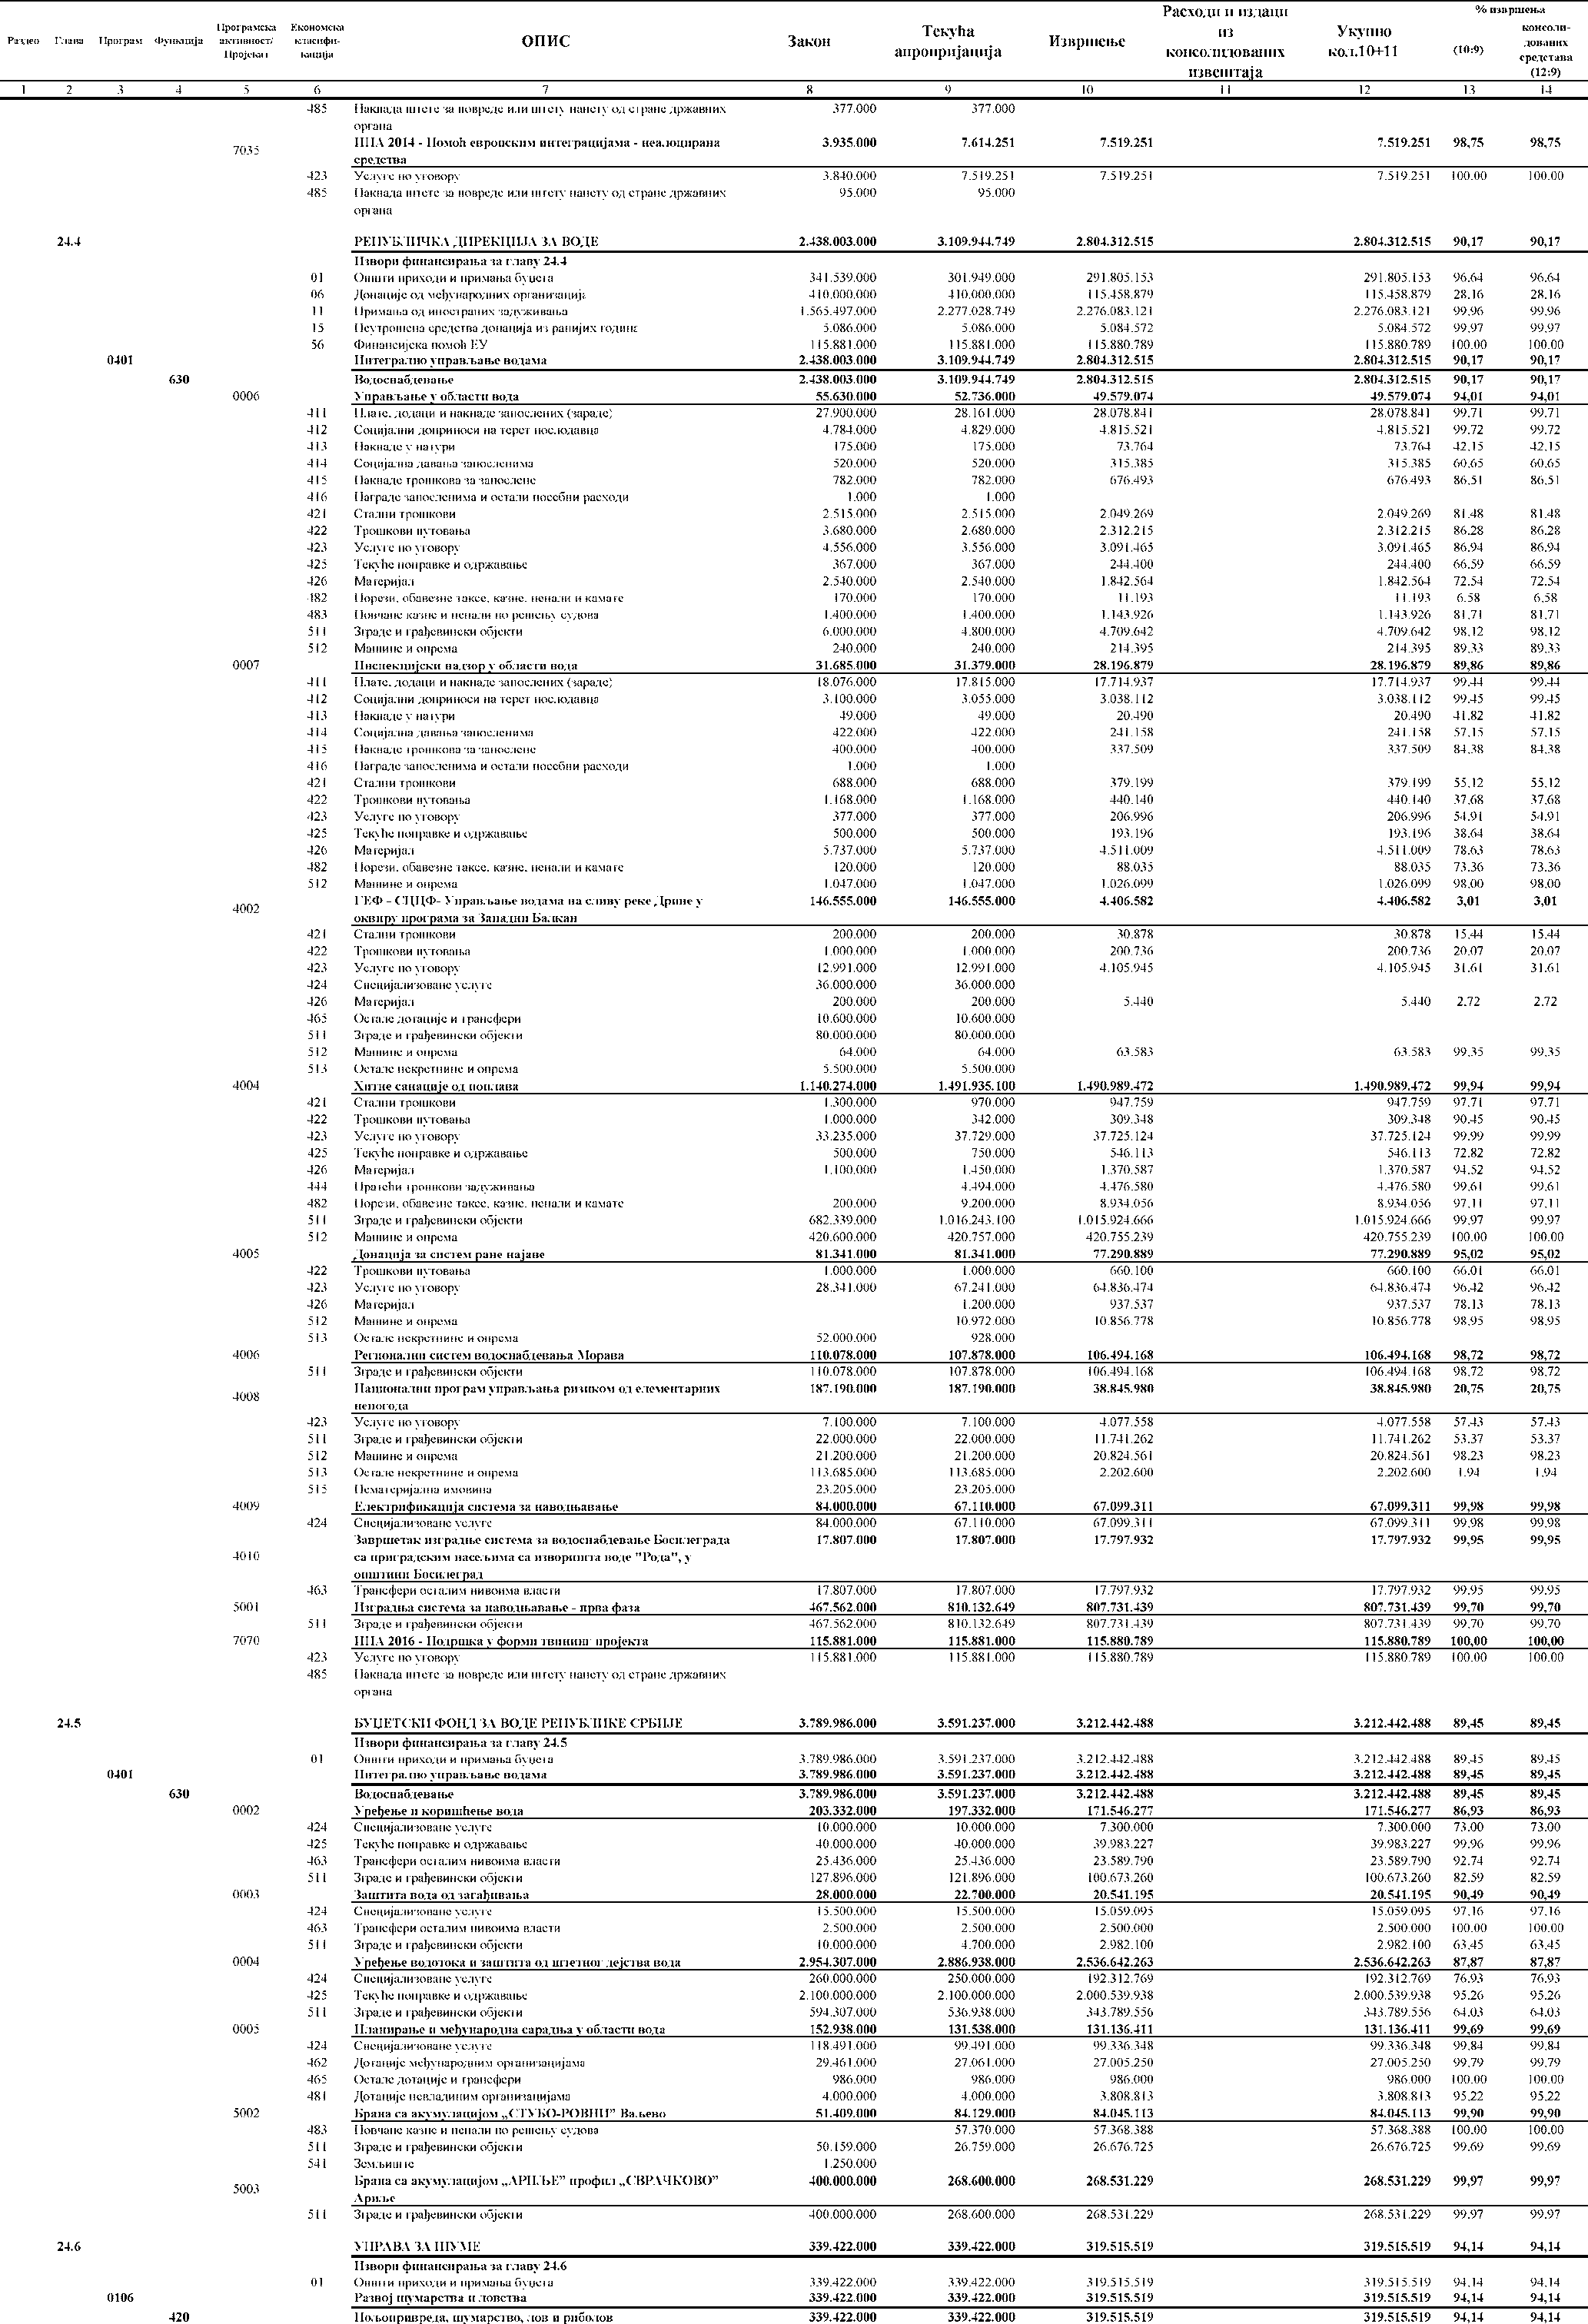 Раздео Глава Програм Функција Програмска активност/ Пројекат Економска класифи-кација ОПИС Закон Текућа апропријација Извршење Расходи и издаци из консолидованих извештаја Укупно кол.10+11 % извршења (10:9) консоли-дованих средстава (12:9)
1 2 3 4 5 6 7 8 9 10 11 12 13 14
485 Накнада штете за повреде или штету нанету од стране државних 377.000 377.000
органа
7035 ИПА 2014 - Помоћ европским интеграцијама - неалоцирана 3.935.000 7.614.251 7.519.251 7.519.251 98,75 98,75
средства
423 Услуге по уговору 3.840.000 7.519.251 7.519.251 7.519.251 100,00 100,00
485 Накнада штете за повреде или штету нанету од стране државних 95.000 95.000
органа
24.4 РЕПУБЛИЧКА ДИРЕКЦИЈА ЗА ВОДЕ 2.438.003.000 3.109.944.749 2.804.312.515 2.804.312.515 90,17 90,17
Извори финансирања за главу 24.4
01 Општи приходи и примања буџета 341.539.000 301.949.000 291.805.153 291.805.153 96,64 96,64
06 Донације од међународних организација 410.000.000 410.000.000 115.458.879 115.458.879 28,16 28,16
11 Примања од иностраних задуживања 1.565.497.000 2.277.028.749 2.276.083.121 2.276.083.121 99,96 99,96
15 Неутрошена средства донација из ранијих година 5.086.000 5.086.000 5.084.572 5.084.572 99,97 99,97
56 Финансијска помоћ ЕУ 115.881.000 115.881.000 115.880.789 115.880.789 100,00 100,00
0401 Интегрално управљање водама 2.438.003.000 3.109.944.749 2.804.312.515 2.804.312.515 90,17 90,17
630 Водоснабдевање 2.438.003.000 3.109.944.749 2.804.312.515 2.804.312.515 90,17 90,17
0006 Управљање у области вода 55.630.000 52.736.000 49.579.074 49.579.074 94,01 94,01
411 Плате, додаци и накнаде запослених (зараде) 27.900.000 28.161.000 28.078.841 28.078.841 99,71 99,71
412 Социјални доприноси на терет послодавца 4.784.000 4.829.000 4.815.521 4.815.521 99,72 99,72
413 Накнаде у натури 175.000 175.000 73.764 73.764 42,15 42,15
414 Социјална давања запосленима 520.000 520.000 315.385 315.385 60,65 60,65
415 Накнаде трошкова за запослене 782.000 782.000 676.493 676.493 86,51 86,51
416 Награде запосленима и остали посебни расходи 1.000 1.000
421 Стални трошкови 2.515.000 2.515.000 2.049.269 2.049.269 81,48 81,48
422 Трошкови путовања 3.680.000 2.680.000 2.312.215 2.312.215 86,28 86,28
423 Услуге по уговору 4.556.000 3.556.000 3.091.465 3.091.465 86,94 86,94
425 Текуће поправке и одржавање 367.000 367.000 244.400 244.400 66,59 66,59
426 Материјал 2.540.000 2.540.000 1.842.564 1.842.564 72,54 72,54
482 Порези, обавезне таксе, казне, пенали и камате 170.000 170.000 11.193 11.193 6,58 6,58
483 Новчане казне и пенали по решењу судова 1.400.000 1.400.000 1.143.926 1.143.926 81,71 81,71
511 Зграде и грађевински објекти 6.000.000 4.800.000 4.709.642 4.709.642 98,12 98,12
512 Машине и опрема 240.000 240.000 214.395 214.395 89,33 89,33
0007 Инспекцијски надзор у области вода 31.685.000 31.379.000 28.196.879 28.196.879 89,86 89,86
411 Плате, додаци и накнаде запослених (зараде) 18.076.000 17.815.000 17.714.937 17.714.937 99,44 99,44
412 Социјални доприноси на терет послодавца 3.100.000 3.055.000 3.038.112 3.038.112 99,45 99,45
413 Накнаде у натури 49.000 49.000 20.490 20.490 41,82 41,82
414 Социјална давања запосленима 422.000 422.000 241.158 241.158 57,15 57,15
415 Накнаде трошкова за запослене 400.000 400.000 337.509 337.509 84,38 84,38
416 Награде запосленима и остали посебни расходи 1.000 1.000
421 Стални трошкови 688.000 688.000 379.199 379.199 55,12 55,12
422 Трошкови путовања 1.168.000 1.168.000 440.140 440.140 37,68 37,68
423 Услуге по уговору 377.000 377.000 206.996 206.996 54,91 54,91
425 Текуће поправке и одржавање 500.000 500.000 193.196 193.196 38,64 38,64
426 Материјал 5.737.000 5.737.000 4.511.009 4.511.009 78,63 78,63
482 Порези, обавезне таксе, казне, пенали и камате 120.000 120.000 88.035 88.035 73,36 73,36
512 Машине и опрема 1.047.000 1.047.000 1.026.099 1.026.099 98,00 98,00
4002 ГЕФ - СЦЦФ- Управљање водама на сливу реке Дрине у 146.555.000 146.555.000 4.406.582 4.406.582 3,01 3,01
оквиру програма за Западни Балкан
421 Стални трошкови 200.000 200.000 30.878 30.878 15,44 15,44
422 Трошкови путовања 1.000.000 1.000.000 200.736 200.736 20,07 20,07
423 Услуге по уговору 12.991.000 12.991.000 4.105.945 4.105.945 31,61 31,61
424 Специјализоване услуге 36.000.000 36.000.000
426 Материјал 200.000 200.000 5.440 5.440 2,72 2,72
465 Остале дотације и трансфери 10.600.000 10.600.000
511 Зграде и грађевински објекти 80.000.000 80.000.000
512 Машине и опрема 64.000 64.000 63.583 63.583 99,35 99,35
513 Остале некретнине и опрема 5.500.000 5.500.000
4004 Хитне санације од поплава 1.140.274.000 1.491.935.100 1.490.989.472 1.490.989.472 99,94 99,94
421 Стални трошкови 1.300.000 970.000 947.759 947.759 97,71 97,71
422 Трошкови путовања 1.000.000 342.000 309.348 309.348 90,45 90,45
423 Услуге по уговору 33.235.000 37.729.000 37.725.124 37.725.124 99,99 99,99
425 Текуће поправке и одржавање 500.000 750.000 546.113 546.113 72,82 72,82
426 Материјал 1.100.000 1.450.000 1.370.587 1.370.587 94,52 94,52
444 Пратећи трошкови задуживања 4.494.000 4.476.580 4.476.580 99,61 99,61
482 Порези, обавезне таксе, казне, пенали и камате 200.000 9.200.000 8.934.056 8.934.056 97,11 97,11
511 Зграде и грађевински објекти 682.339.000 1.016.243.100 1.015.924.666 1.015.924.666 99,97 99,97
512 Машине и опрема 420.600.000 420.757.000 420.755.239 420.755.239 100,00 100,00
4005 Донација за систем ране најаве 81.341.000 81.341.000 77.290.889 77.290.889 95,02 95,02
422 Трошкови путовања 1.000.000 1.000.000 660.100 660.100 66,01 66,01
423 Услуге по уговору 28.341.000 67.241.000 64.836.474 64.836.474 96,42 96,42
426 Материјал 1.200.000 937.537 937.537 78,13 78,13
512 Машине и опрема 10.972.000 10.856.778 10.856.778 98,95 98,95
513 Остале некретнине и опрема 52.000.000 928.000
4006 Регионални систем водоснабдевања Морава 110.078.000 107.878.000 106.494.168 106.494.168 98,72 98,72
511 Зграде и грађевински објекти 110.078.000 107.878.000 106.494.168 106.494.168 98,72 98,72
4008 Национални програм управљања ризиком од елементарних 187.190.000 187.190.000 38.845.980 38.845.980 20,75 20,75
непогода
423 Услуге по уговору 7.100.000 7.100.000 4.077.558 4.077.558 57,43 57,43
511 Зграде и грађевински објекти 22.000.000 22.000.000 11.741.262 11.741.262 53,37 53,37
512 Машине и опрема 21.200.000 21.200.000 20.824.561 20.824.561 98,23 98,23
513 Остале некретнине и опрема 113.685.000 113.685.000 2.202.600 2.202.600 1,94 1,94
515 Нематеријална имовина 23.205.000 23.205.000
4009 Електрификација система за наводњавање 84.000.000 67.110.000 67.099.311 67.099.311 99,98 99,98
424 Специјализоване услуге 84.000.000 67.110.000 67.099.311 67.099.311 99,98 99,98
Завршетак изградње система за водоснабдевање Босилеграда 17.807.000 17.807.000 17.797.932 17.797.932 99,95 99,95
4010 са приградским насељима са изворишта воде "Рода", у
општини Босилеград
463 Трансфери осталим нивоима власти 17.807.000 17.807.000 17.797.932 17.797.932 99,95 99,95
5001 Изградња система за наводњавање - прва фаза 467.562.000 810.132.649 807.731.439 807.731.439 99,70 99,70
511 Зграде и грађевински објекти 467.562.000 810.132.649 807.731.439 807.731.439 99,70 99,70
7070 ИПА 2016 - Подршка у форми твининг пројекта 115.881.000 115.881.000 115.880.789 115.880.789 100,00 100,00
423 Услуге по уговору 115.881.000 115.881.000 115.880.789 115.880.789 100,00 100,00
485 Накнада штете за повреде или штету нанету од стране државних
органа
24.5 БУЏЕТСКИ ФОНД ЗА ВОДЕ РЕПУБЛИКЕ СРБИЈЕ 3.789.986.000 3.591.237.000 3.212.442.488 3.212.442.488 89,45 89,45
Извори финансирања за главу 24.5
01 Општи приходи и примања буџета 3.789.986.000 3.591.237.000 3.212.442.488 3.212.442.488 89,45 89,45
0401 Интегрално управљање водама 3.789.986.000 3.591.237.000 3.212.442.488 3.212.442.488 89,45 89,45
630 Водоснабдевање 3.789.986.000 3.591.237.000 3.212.442.488 3.212.442.488 89,45 89,45
0002 Уређење и коришћење вода 203.332.000 197.332.000 171.546.277 171.546.277 86,93 86,93
424 Специјализоване услуге 10.000.000 10.000.000 7.300.000 7.300.000 73,00 73,00
425 Текуће поправке и одржавање 40.000.000 40.000.000 39.983.227 39.983.227 99,96 99,96
463 Трансфери осталим нивоима власти 25.436.000 25.436.000 23.589.790 23.589.790 92,74 92,74
511 Зграде и грађевински објекти 127.896.000 121.896.000 100.673.260 100.673.260 82,59 82,59
0003 Заштита вода од загађивања 28.000.000 22.700.000 20.541.195 20.541.195 90,49 90,49
424 Специјализоване услуге 15.500.000 15.500.000 15.059.095 15.059.095 97,16 97,16
463 Трансфери осталим нивоима власти 2.500.000 2.500.000 2.500.000 2.500.000 100,00 100,00
511 Зграде и грађевински објекти 10.000.000 4.700.000 2.982.100 2.982.100 63,45 63,45
0004 Уређење водотока и заштита од штетног дејства вода 2.954.307.000 2.886.938.000 2.536.642.263 2.536.642.263 87,87 87,87
424 Специјализоване услуге 260.000.000 250.000.000 192.312.769 192.312.769 76,93 76,93
425 Текуће поправке и одржавање 2.100.000.000 2.100.000.000 2.000.539.938 2.000.539.938 95,26 95,26
511 Зграде и грађевински објекти 594.307.000 536.938.000 343.789.556 343.789.556 64,03 64,03
0005 Планирање и међународна сарадња у области вода 152.938.000 131.538.000 131.136.411 131.136.411 99,69 99,69
424 Специјализоване услуге 118.491.000 99.491.000 99.336.348 99.336.348 99,84 99,84
462 Дотације међународним организацијама 29.461.000 27.061.000 27.005.250 27.005.250 99,79 99,79
465 Остале дотације и трансфери 986.000 986.000 986.000 986.000 100,00 100,00
481 Дотације невладиним организацијама 4.000.000 4.000.000 3.808.813 3.808.813 95,22 95,22
5002 Брана са акумулацијом „СТУБО-РОВНИ” Ваљево 51.409.000 84.129.000 84.045.113 84.045.113 99,90 99,90
483 Новчане казне и пенали по решењу судова 57.370.000 57.368.388 57.368.388 100,00 100,00
511 Зграде и грађевински објекти 50.159.000 26.759.000 26.676.725 26.676.725 99,69 99,69
541 Земљиште 1.250.000
5003 Брана са акумулацијом „АРИЉЕ” профил „СВРАЧКОВО” 400.000.000 268.600.000 268.531.229 268.531.229 99,97 99,97
Ариље
511 Зграде и грађевински објекти 400.000.000 268.600.000 268.531.229 268.531.229 99,97 99,97
24.6 УПРАВА ЗА ШУМЕ 339.422.000 339.422.000 319.515.519 319.515.519 94,14 94,14
Извори финансирања за главу 24.6
01 Општи приходи и примања буџета 339.422.000 339.422.000 319.515.519 319.515.519 94,14 94,14
0106 Развој шумарства и ловства 339.422.000 339.422.000 319.515.519 319.515.519 94,14 94,14
420 Пољопривреда, шумарство, лов и риболов 339.422.000 339.422.000 319.515.519 319.515.519 94,14 94,14